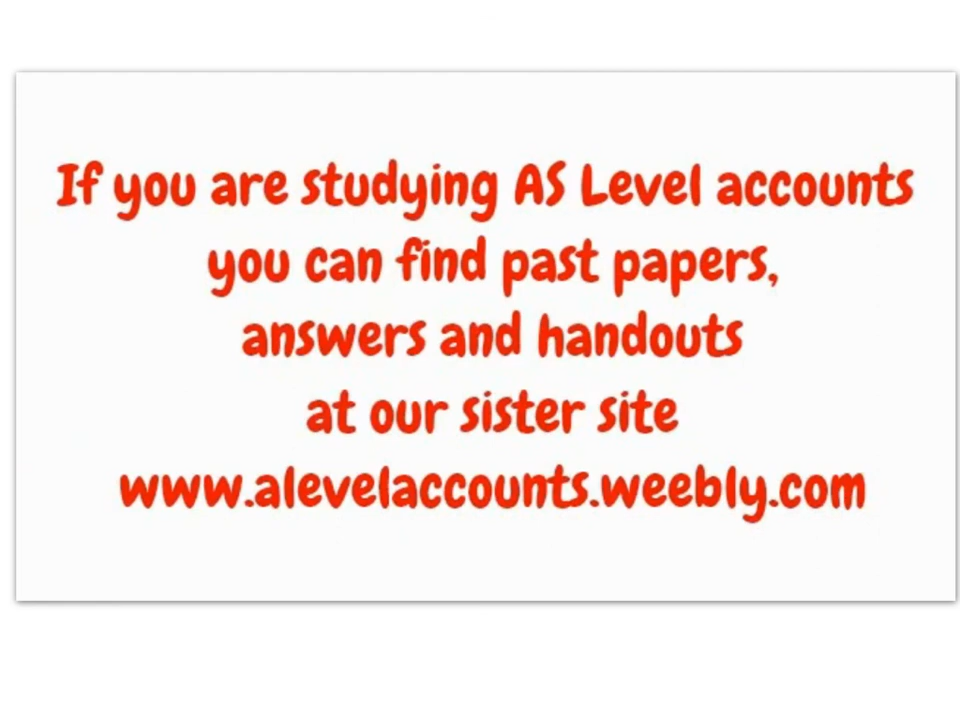 If you are studying AS Level accounts
you can find past papers,
answers and handouts
at our sister site
www.alevelaccounts.weebly.com